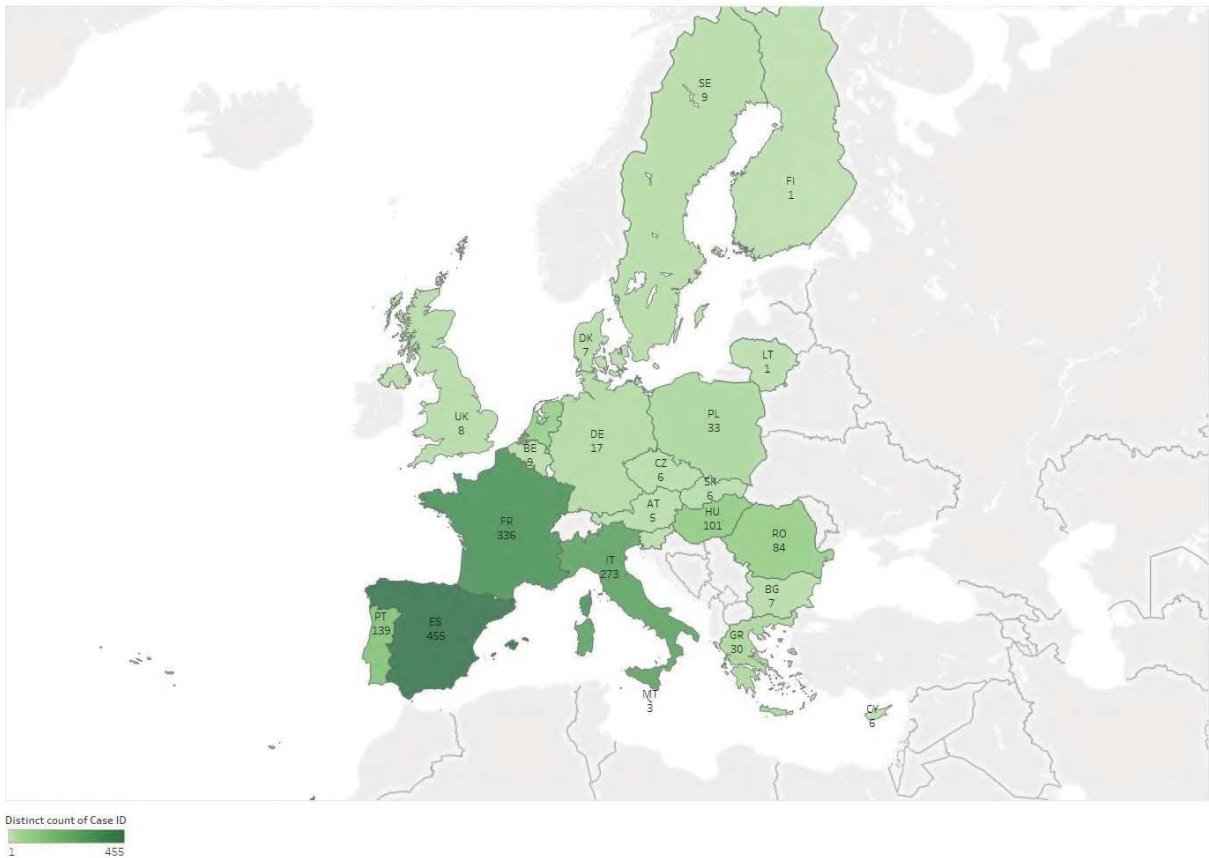 SE
9
FI
1
DK
7
LT
1
UK
8
BE
9
DE
17
PL
33
CZ
6
SK
6
AT
5
HU
101
FR
336
RO
84
IT
273
BG
7
PT
139
ES
455
GR
30
MT
3
CY
6
Distinct count of Case ID
1 455